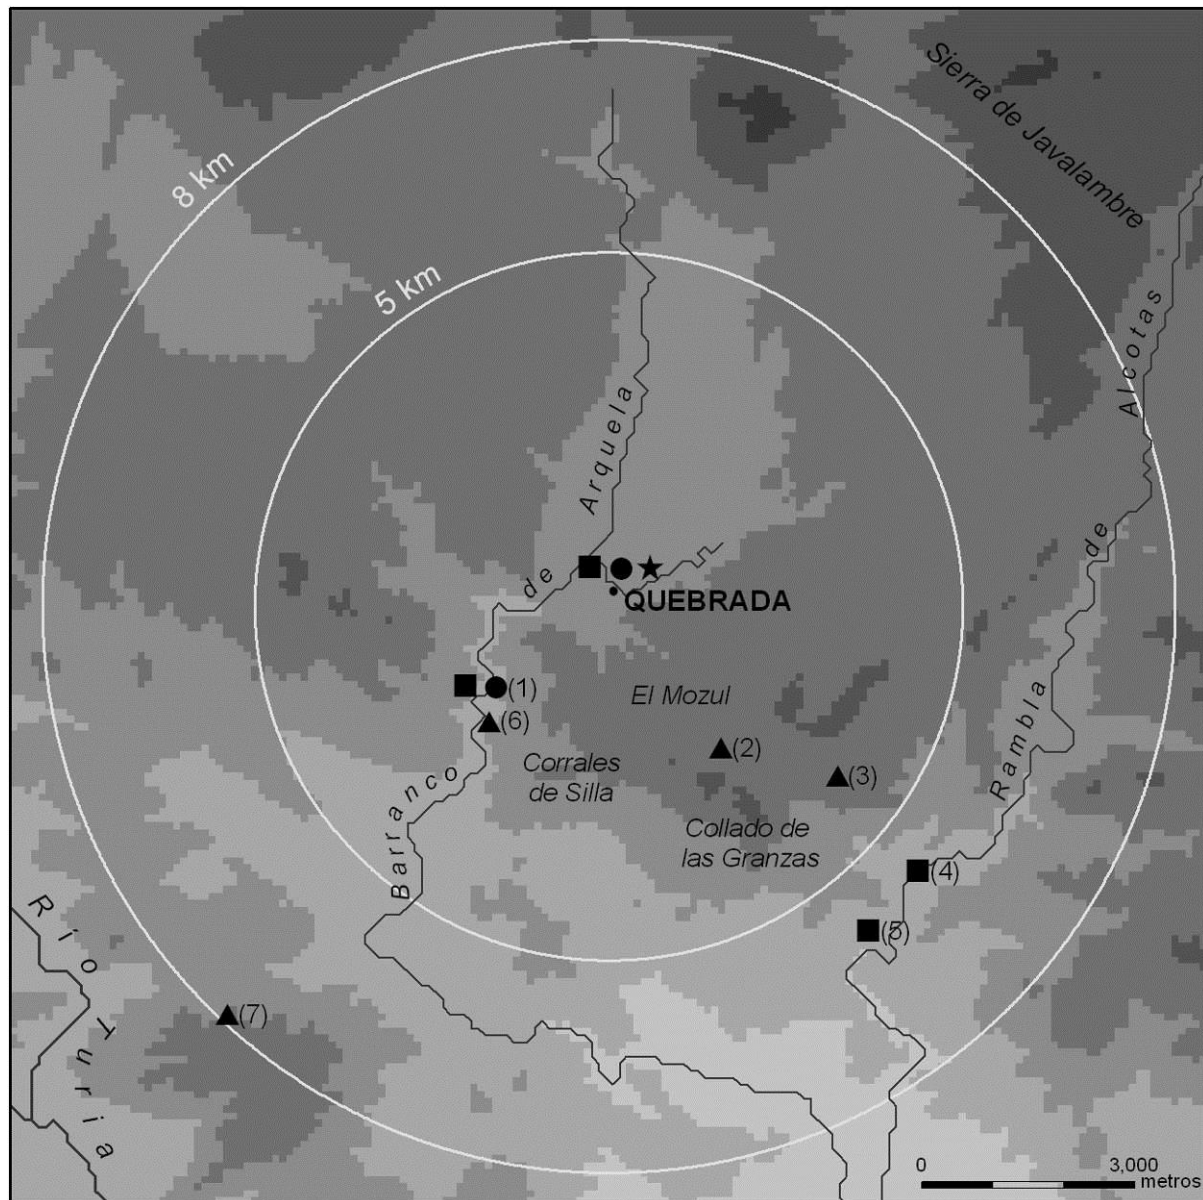 Sierra de Javalambre
8 km
5 km
Alcotas
Arquela
de
de
QUEBRADA
(1)
El Mozul
Rambla
(6)
(2)
Corrales
de Silla
(3)
Barranco
Collado de
las Granzas
(4)
(5)
Río Turia
(7)
0 3,000
metros